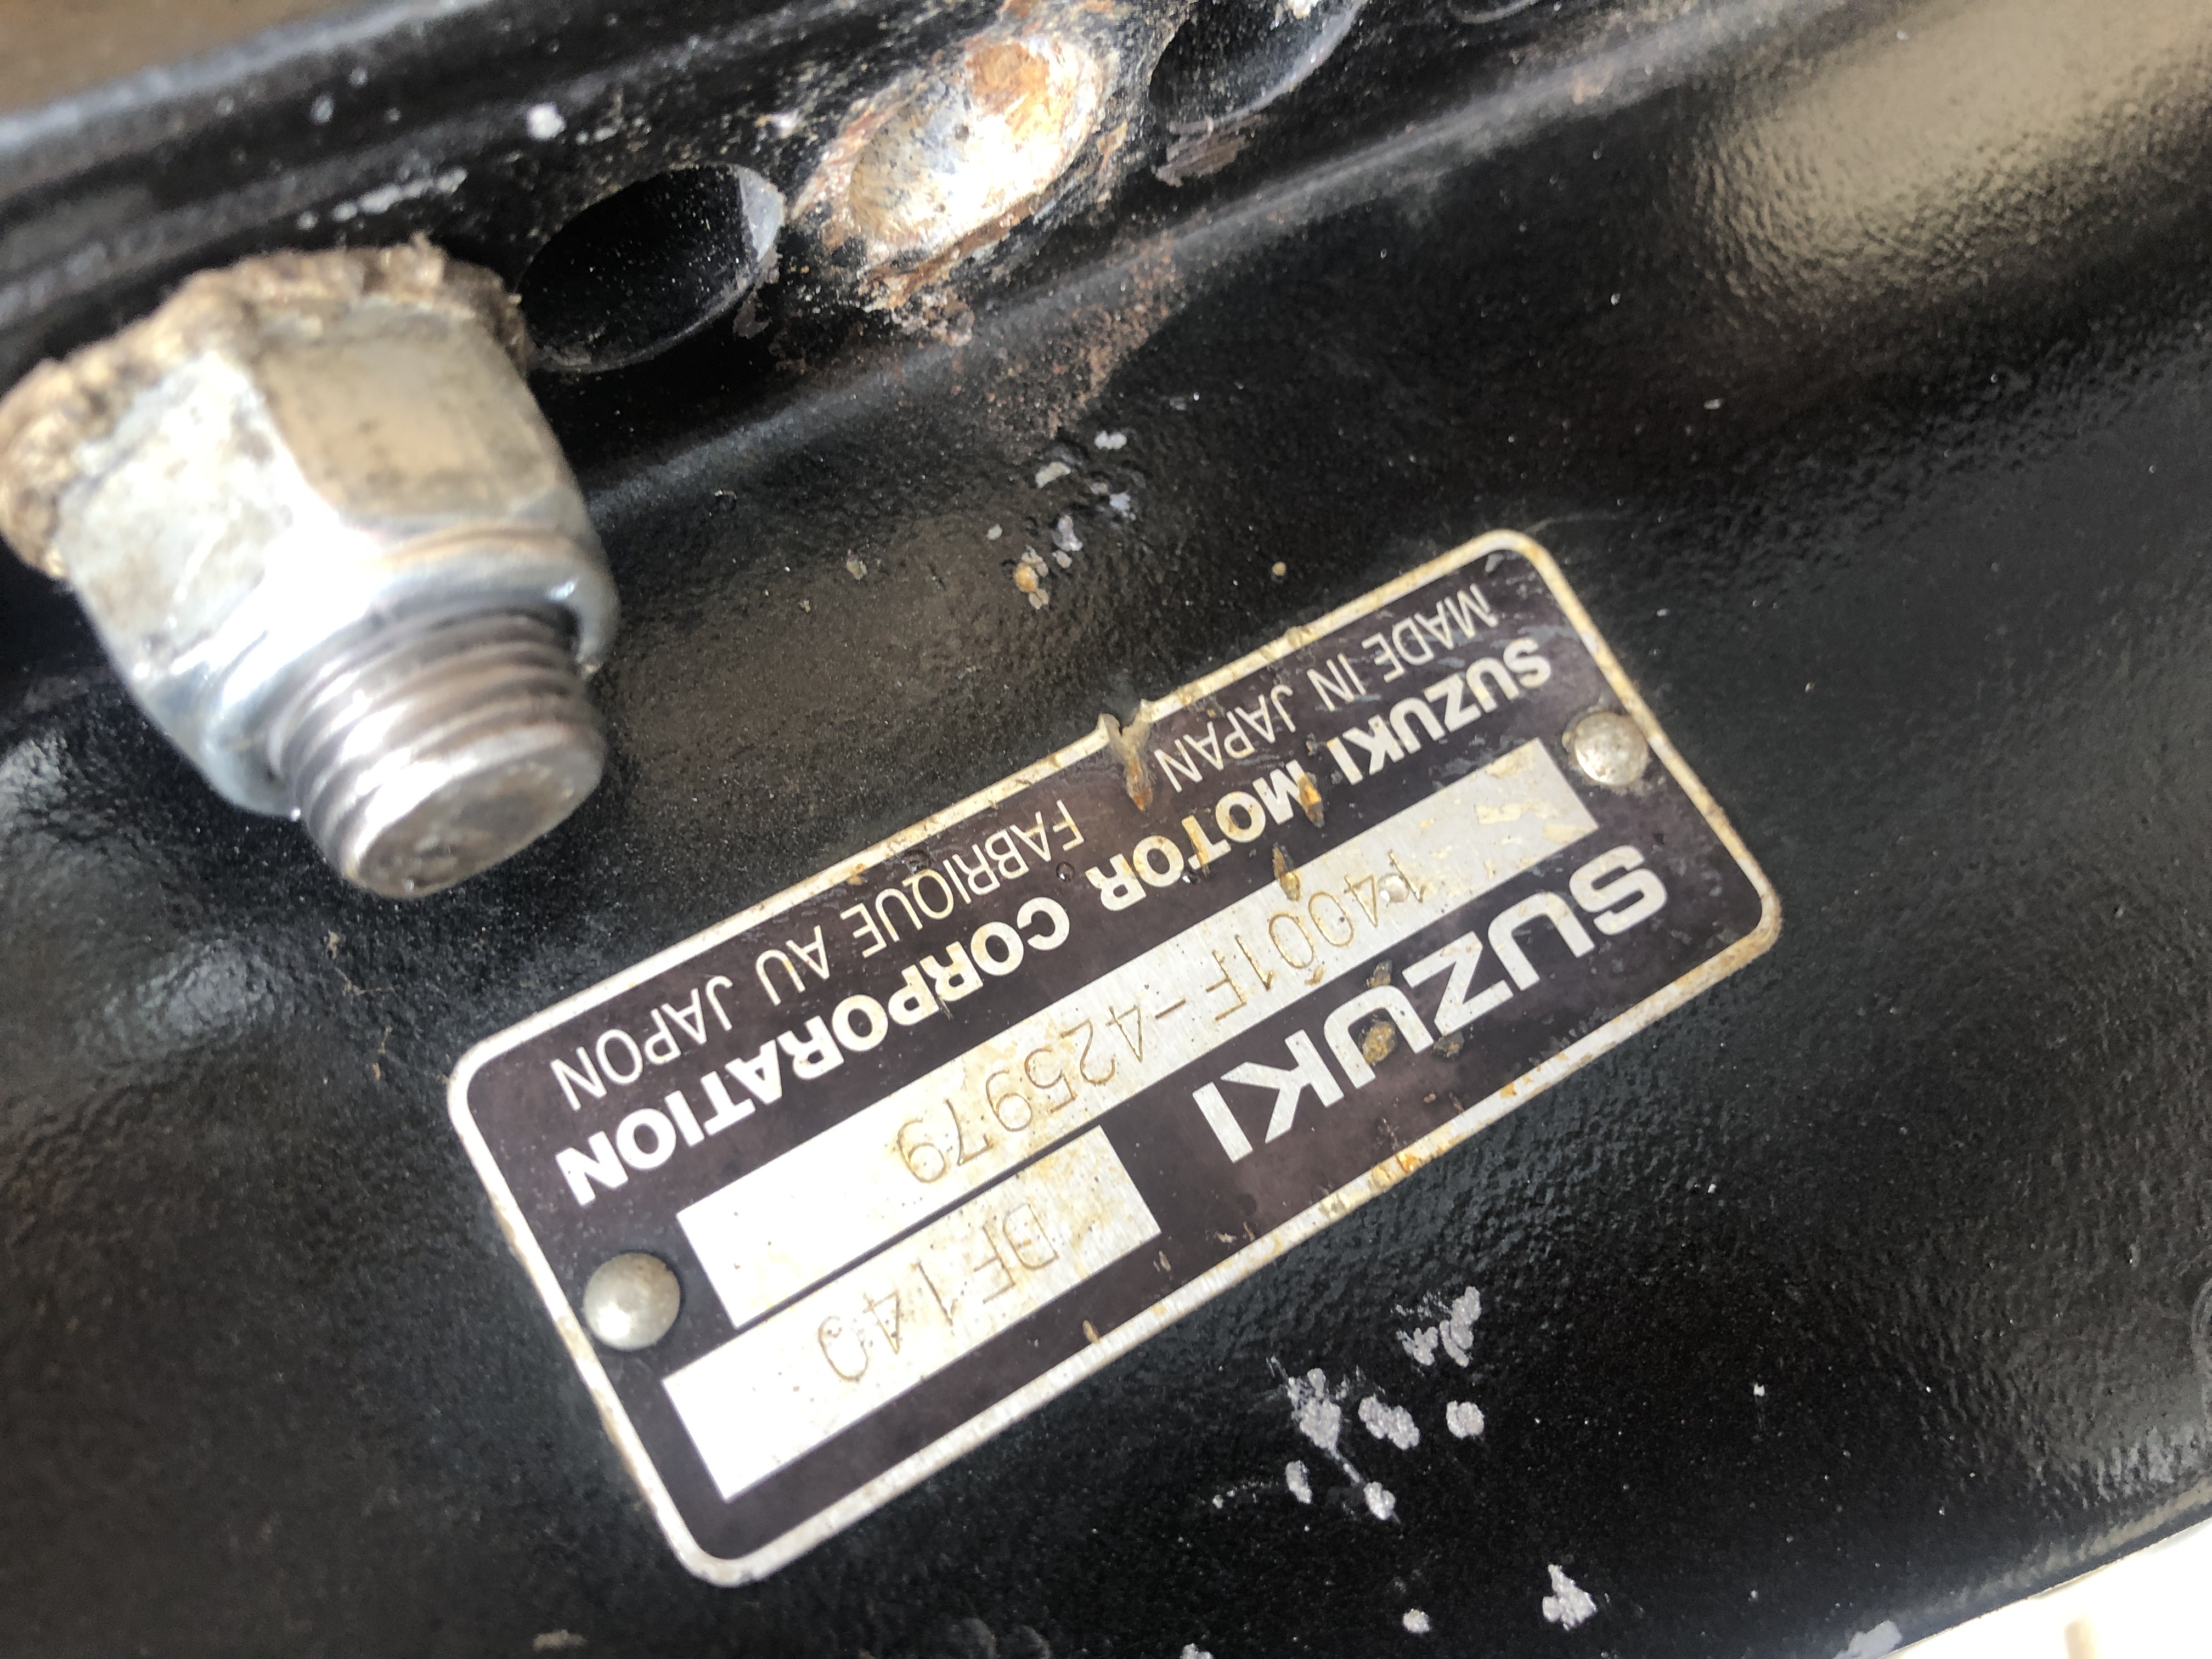 SUZUKI DF140
14001F-425979
SUZUKI MOTOR CORPORATION
MADE IN JAPAN FABRIQUE AU JAPON